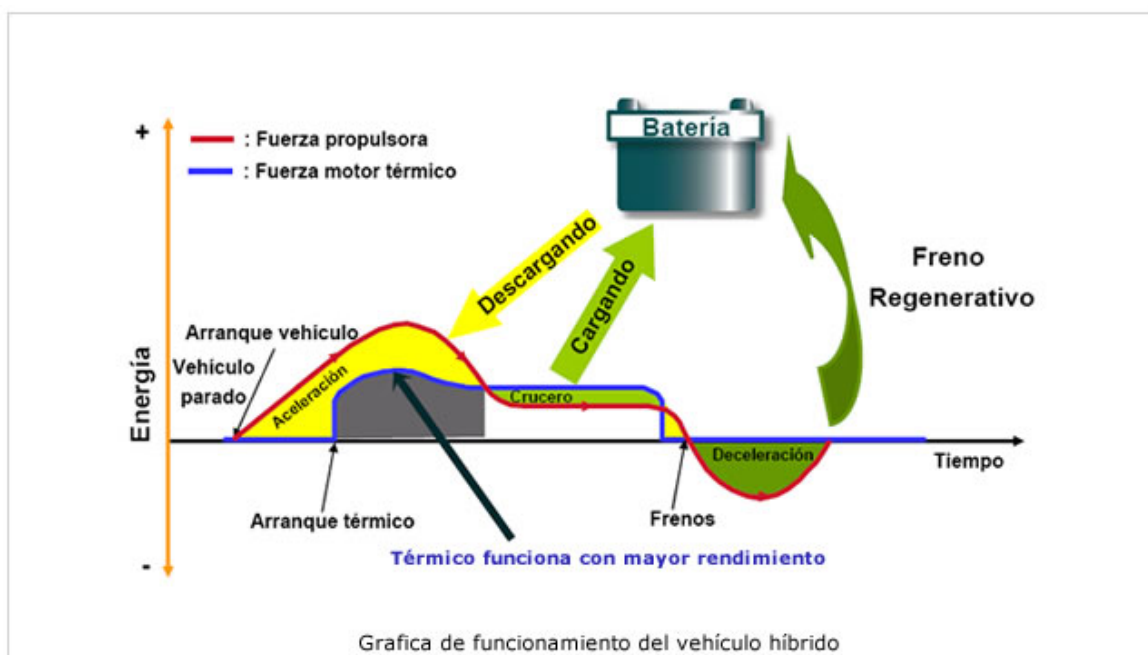 +
: Fuerza propulsora
: Fuerza motor térmico
Batería
Descargando
Cargando
Freno
Regenerativo
Arranque vehículo
Vehículo
parado
Aceleración
Crucero
Energía
Deceleración
Tiempo
Arranque térmico
Frenos
Térmico funciona con mayor rendimiento
-
Grafica de funcionamiento del vehículo híbrido